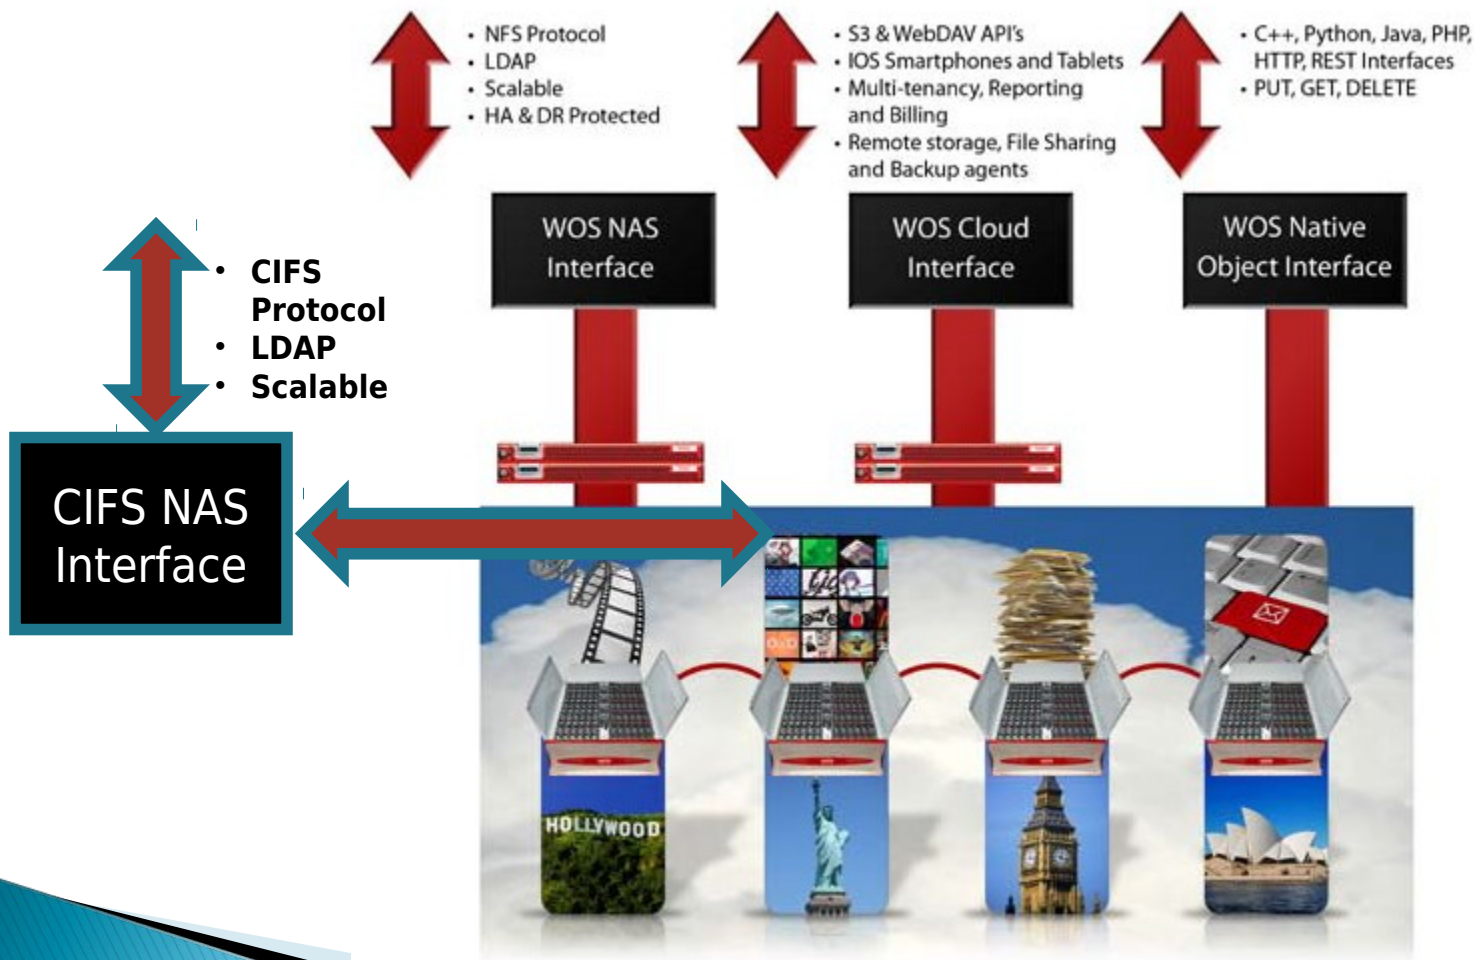 • NFS Protocol
• LDAP
• Scalable
• HA & DR Protected
• S3 & WebDAV API's
• IOS Smartphones and Tablets
• Multi-tenancy, Reporting
and Billing
• Remote storage, File Sharing
and Backup agents
• C++, Python, Java, PHP,
HTTP, REST Interfaces
• PUT, GET, DELETE
WOS NAS
Interface
WOS Cloud
Interface
WOS Native
Object Interface
• CIFS
Protocol
• LDAP
• Scalable
CIFS NAS
Interface
HOLLYWOOD